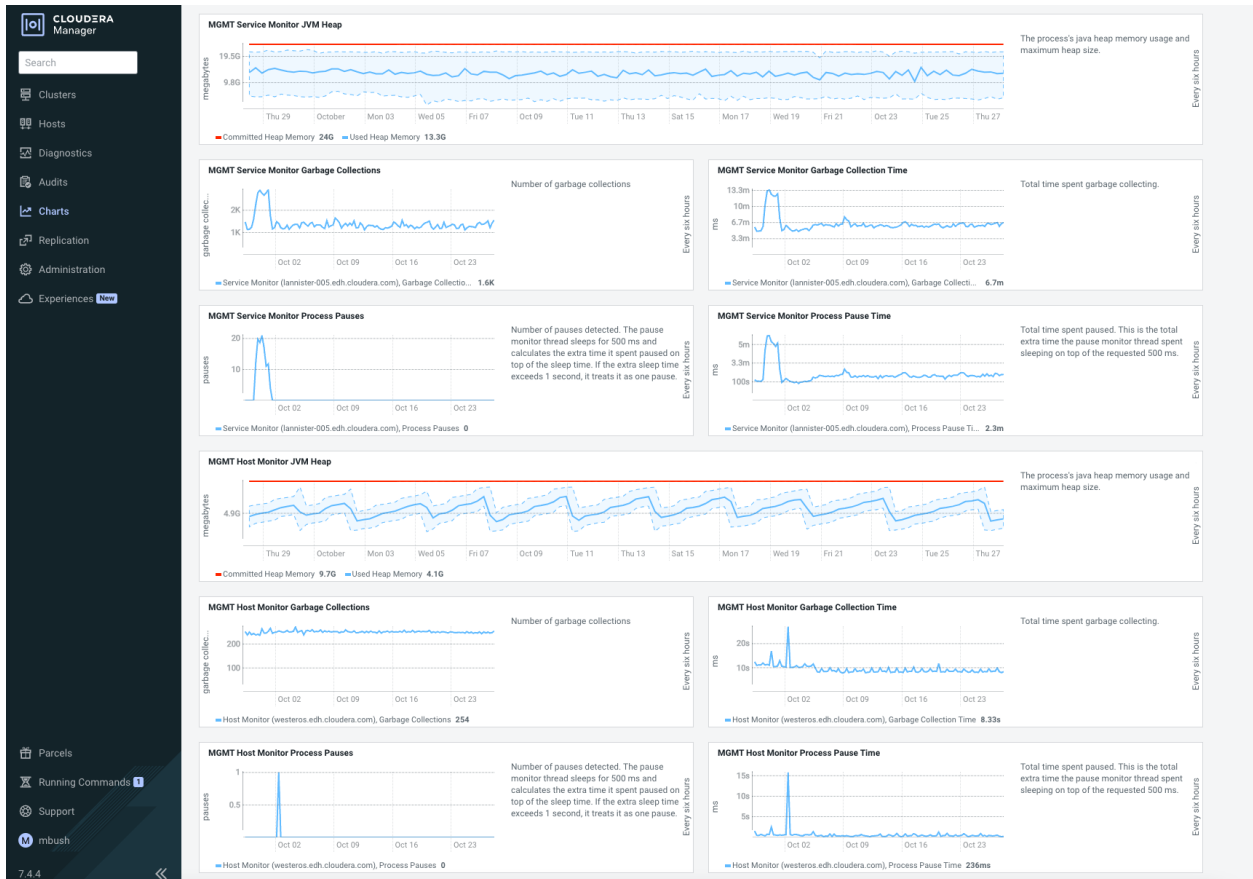 CLOUDERA
Manager
Search
Clusters
Hosts
Diagnostics
Audits
Charts
Replication
Administration
Experiences New
Parcels
Running Commands 1
Support
M mbush
7.4.4
MGMT Service Monitor JVM Heap
megabytes
19.5G
9.8G
Thu 29 October Mon 03 Wed 05 Fri 07 Oct 09 Tue 11 Thu 13 Sat 15 Mon 17 Wed 19 Fri 21 Oct 23 Tue 25 Thu 27
Committed Heap Memory 24G Used Heap Memory 13.3G
The process's java heap memory usage and
maximum heap size.
Every six hours
MGMT Service Monitor Garbage Collections
garbage collec...
2K
1K
Oct 02 Oct 09 Oct 16 Oct 23
Service Monitor (lannister-005.edh.cloudera.com), Garbage Collectio... 1.6K
Number of garbage collections
Every six hours
MGMT Service Monitor Garbage Collection Time
ms
13.3m
10m
6.7m
3.3m
Oct 02 Oct 09 Oct 16 Oct 23
Service Monitor (lannister-005.edh.cloudera.com), Garbage Collecti... 6.7m
Total time spent garbage collecting.
Every six hours
MGMT Service Monitor Process Pauses
pauses
20
10
Oct 02 Oct 09 Oct 16 Oct 23
Service Monitor (lannister-005.edh.cloudera.com), Process Pauses 0
Number of pauses detected. The pause
monitor thread sleeps for 500 ms and
calculates the extra time it spent paused on
top of the sleep time. If the extra sleep time
exceeds 1 second, it treats it as one pause.
Every six hours
MGMT Service Monitor Process Pause Time
ms
5m
3.3m
100s
Oct 02 Oct 09 Oct 16 Oct 23
Service Monitor (lannister-005.edh.cloudera.com), Process Pause Ti... 2.3m
Total time spent paused. This is the total
extra time the pause monitor thread spent
sleeping on top of the requested 500 ms.
Every six hours
MGMT Host Monitor JVM Heap
megabytes
4.9G
Thu 29 October Mon 03 Wed 05 Fri 07 Oct 09 Tue 11 Thu 13 Sat 15 Mon 17 Wed 19 Fri 21 Oct 23 Tue 25 Thu 27
Committed Heap Memory 9.7G Used Heap Memory 4.1G
The process's java heap memory usage and
maximum heap size.
Every six hours
MGMT Host Monitor Garbage Collections
garbage collec...
200
100
Oct 02 Oct 09 Oct 16 Oct 23
Host Monitor (westeros.edh.cloudera.com), Garbage Collections 254
Number of garbage collections
Every six hours
MGMT Host Monitor Garbage Collection Time
ms
20s
10s
Oct 02 Oct 09 Oct 16 Oct 23
Host Monitor (westeros.edh.cloudera.com), Garbage Collection Time 8.33s
Total time spent garbage collecting.
Every six hours
MGMT Host Monitor Process Pauses
pauses
1
0.5
Oct 02 Oct 09 Oct 16 Oct 23
Host Monitor (westeros.edh.cloudera.com), Process Pauses 0
Number of pauses detected. The pause
monitor thread sleeps for 500 ms and
calculates the extra time it spent paused on
top of the sleep time. If the extra sleep time
exceeds 1 second, it treats it as one pause.
Every six hours
MGMT Host Monitor Process Pause Time
ms
15s
10s
5s
Oct 02 Oct 09 Oct 16 Oct 23
Host Monitor (westeros.edh.cloudera.com), Process Pause Time 236ms
Total time spent paused. This is the total
extra time the pause monitor thread spent
sleeping on top of the requested 500 ms.
Every six hours